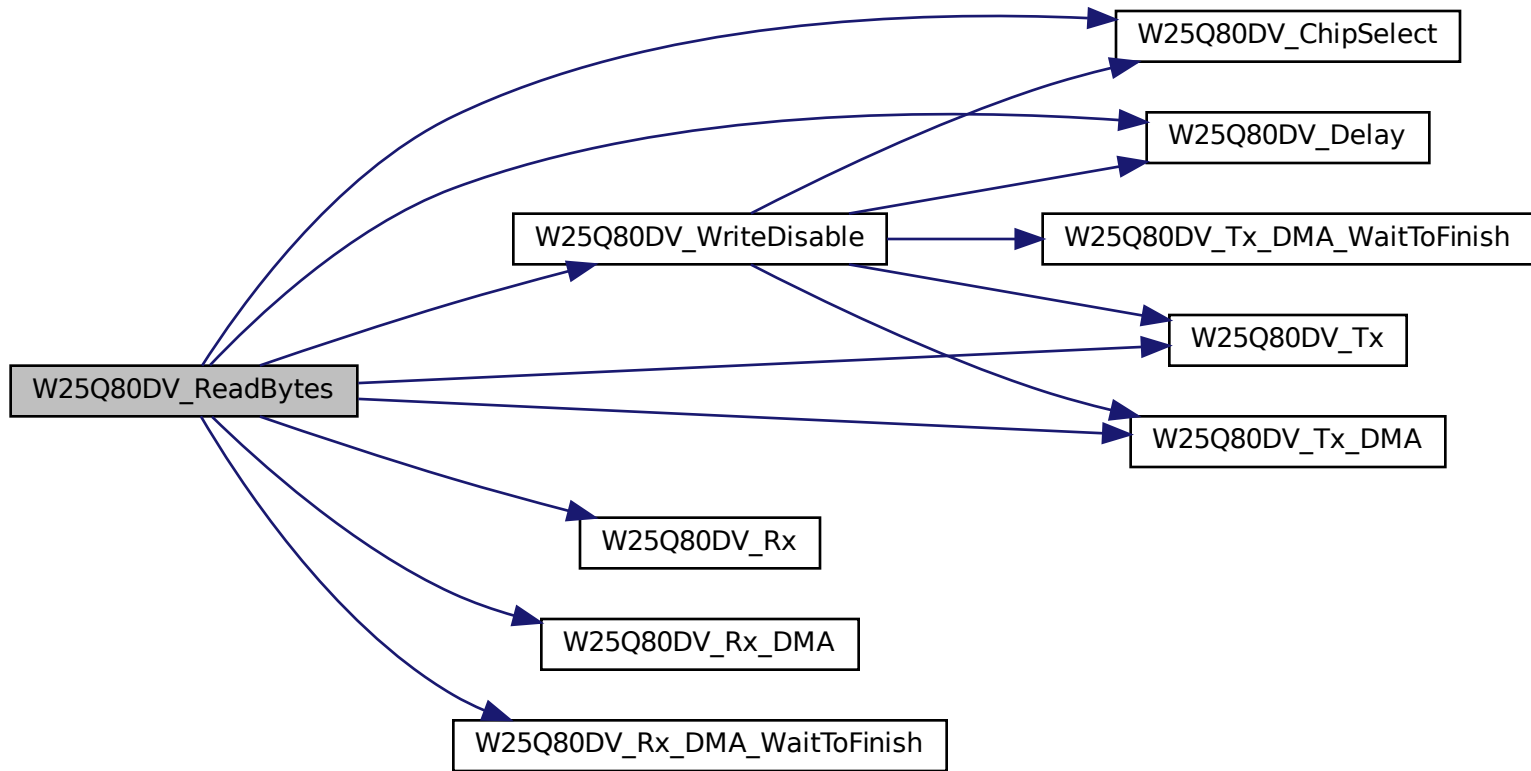 W25Q80DV_ChipSelect
W25Q80DV_Delay
W25Q80DV_WriteDisable
W25Q80DV_Tx_DMA_WaitToFinish
W25Q80DV_Tx
W25Q80DV_ReadBytes
W25Q80DV_Tx_DMA
W25Q80DV_Rx
W25Q80DV_Rx_DMA
W25Q80DV_Rx_DMA_WaitToFinish